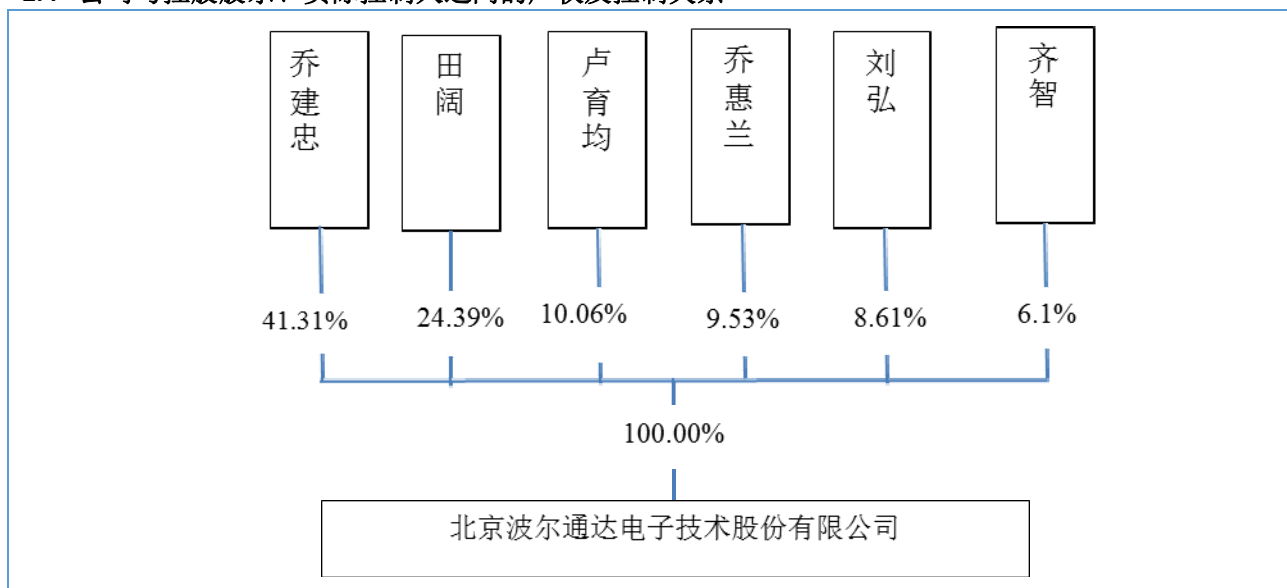 乔建忠
田阔
卢育均
乔惠兰
刘弘
齐智
41.31%
24.39%
10.06%
9.53%
8.61%
6.1%
100.00%
北京波尔通达电子技术股份有限公司